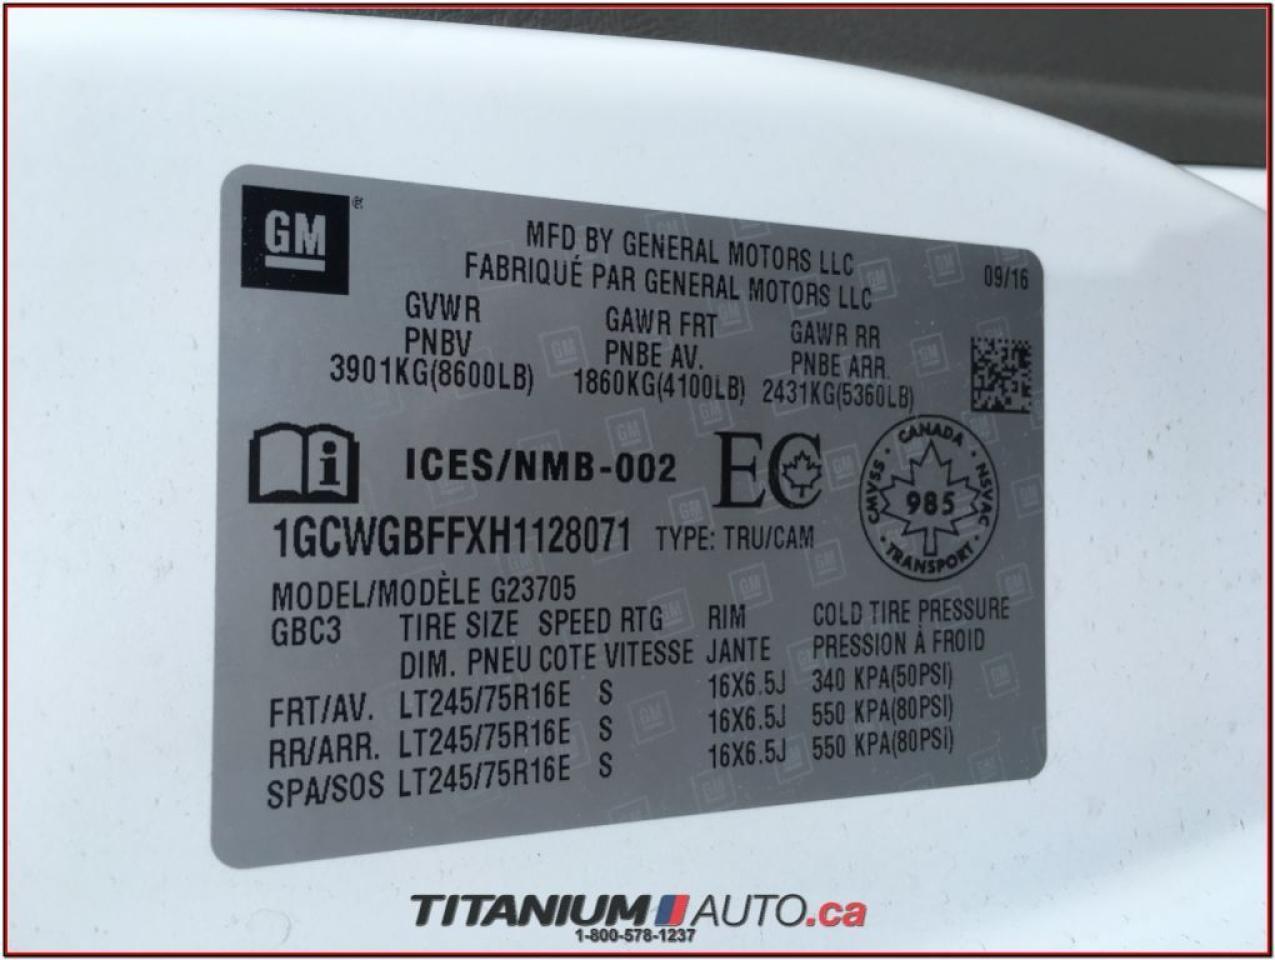 GM
MFD BY GENERAL MOTORS LLC
FABRIQUÉ PAR GENERAL MOTORS LLC
09/16
GVWR GAWR FRT GAWR RR
PNBV PNBE AV. PNBE ARR.
3901KG(8600LB) 1860KG(4100LB) 2431KG(5360LB)
ICES/NMB-002 EC
CANADA
CMVSS 985 NSVAC
TRANSPORT
1GCWGBFFXH1128071 TYPE: TRU/CAM
MODEL/MODÈLE G23705
GBC3 TIRE SIZE SPEED RTG RIM COLD TIRE PRESSURE
DIM. PNEU COTE VITESSE JANTE PRESSION À FROID
FRT/AV. LT245/75R16E S 16X6.5J 340 KPA(50PSI)
RR/ARR. LT245/75R16E S 16X6.5J 550 KPA(80PSI)
SPA/SOS LT245/75R16E S 16X6.5J 550 KPA(80PSI)
TITANIUM AUTO.ca
1-800-578-1237